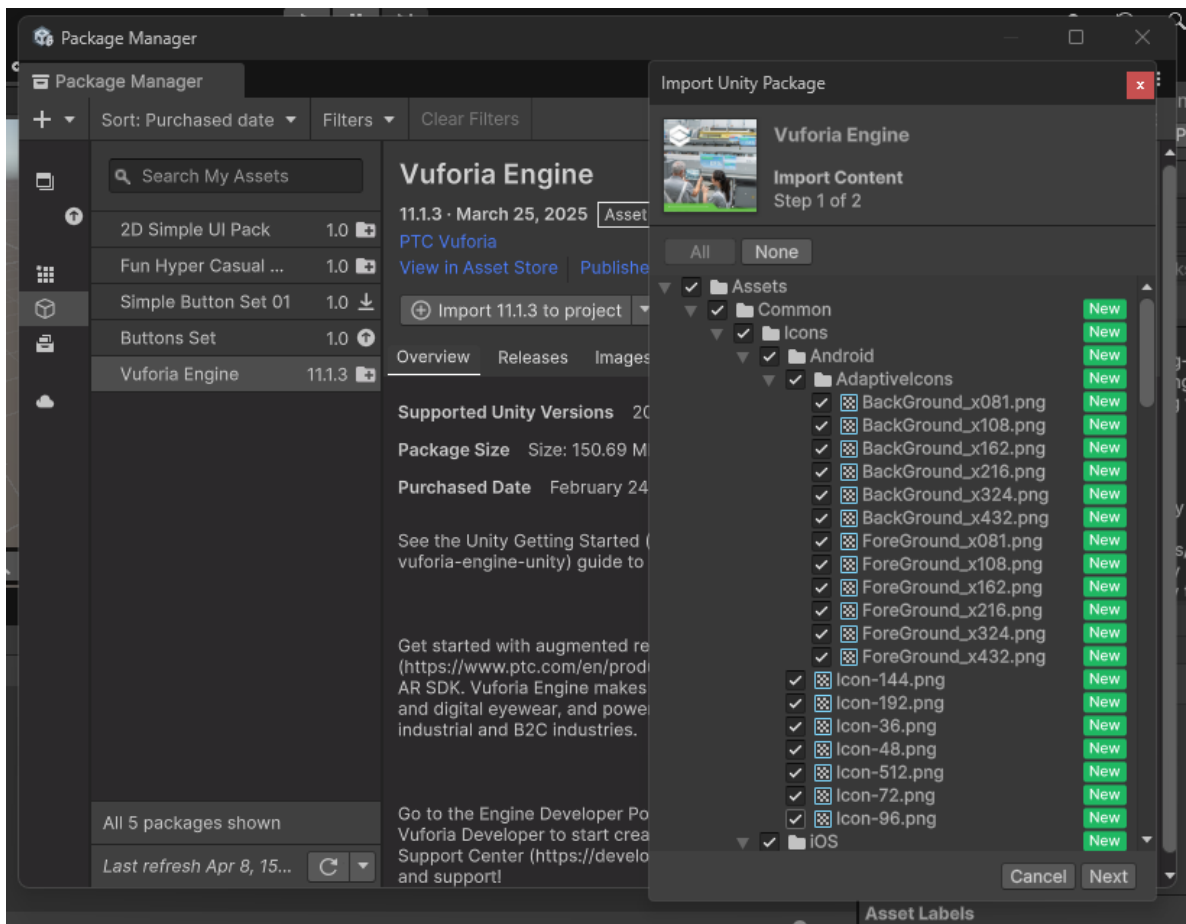 Package Manager
Package Manager
Sort: Purchased date
Filters
Clear Filters
Search My Assets
2D Simple UI Pack 1.0
Fun Hyper Casual ... 1.0
Simple Button Set 01 1.0
Buttons Set 1.0
Vuforia Engine 11.1.3
All 5 packages shown
Last refresh Apr 8, 15...
Vuforia Engine
11.1.3 · March 25, 2025 Asset
PTC Vuforia
View in Asset Store Publishe
Import 11.1.3 to project
Overview Releases Images
Supported Unity Versions 20
Package Size Size: 150.69 M
Purchased Date February 24
See the Unity Getting Started (
vuforia-engine-unity) guide to
Get started with augmented re
(https://www.ptc.com/en/prod
AR SDK. Vuforia Engine makes
and digital eyewear, and powe
industrial and B2C industries.
Go to the Engine Developer Po
Vuforia Developer to start crea
Support Center (https://develo
and support!
Import Unity Package
x
Vuforia Engine
Import Content
Step 1 of 2
All None
Assets
Common New
Icons New
Android New
AdaptiveIcons New
BackGround_x081.png New
BackGround_x108.png New
BackGround_x162.png New
BackGround_x216.png New
BackGround_x324.png New
BackGround_x432.png New
ForeGround_x081.png New
ForeGround_x108.png New
ForeGround_x162.png New
ForeGround_x216.png New
ForeGround_x324.png New
ForeGround_x432.png New
Icon-144.png New
Icon-192.png New
Icon-36.png New
Icon-48.png New
Icon-512.png New
Icon-72.png New
Icon-96.png New
iOS New
Cancel Next
Asset Labels